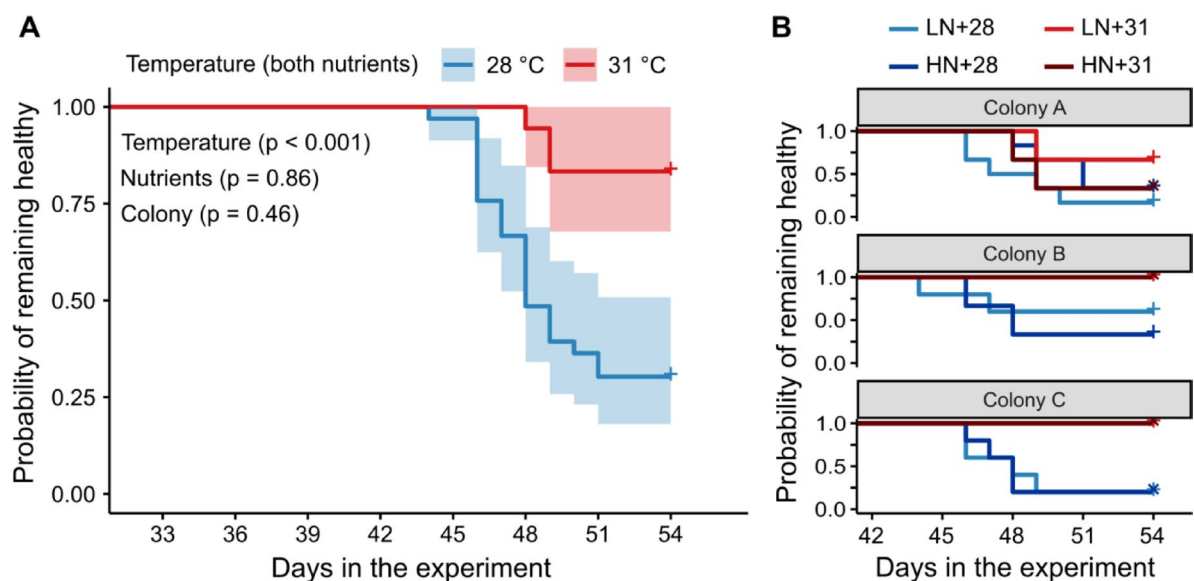 A
Temperature (both nutrients) 28 °C 31 °C
Probability of remaining healthy
1.00
0.75
0.50
0.25
0.00
Temperature (p < 0.001)
Nutrients (p = 0.86)
Colony (p = 0.46)
33 36 39 42 45 48 51 54
Days in the experiment
B
LN+28 LN+31
HN+28 HN+31
Probability of remaining healthy
Colony A
1.0
0.5
0.0
Colony B
1.0
0.0
0.0
Colony C
1.0
0.5
0.0
42 45 48 51 54
Days in the experiment